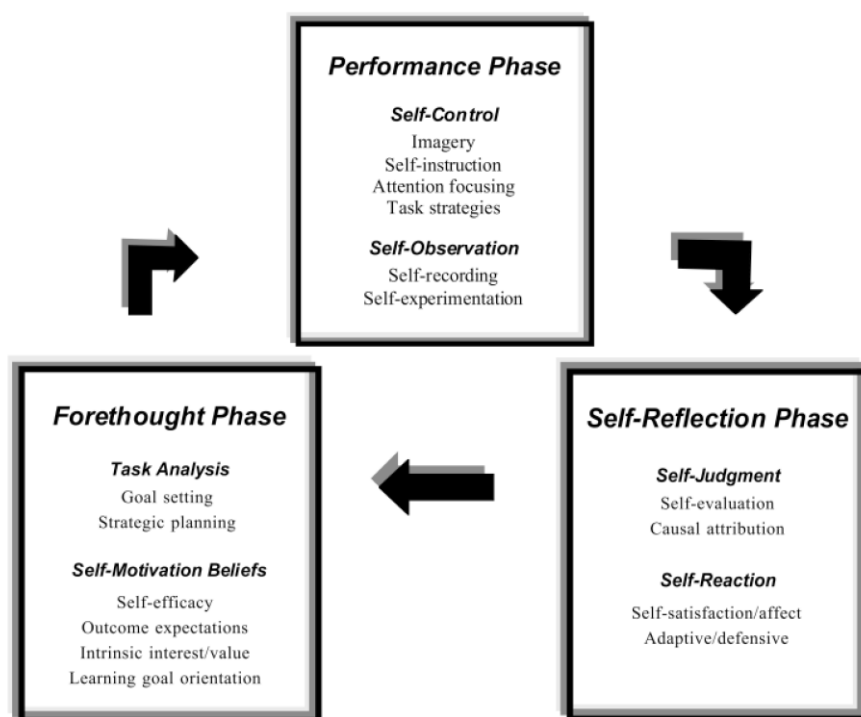 Performance Phase
Self-Control
Imagery
Self-instruction
Attention focusing
Task strategies
Self-Observation
Self-recording
Self-experimentation
Forethought Phase
Task Analysis
Goal setting
Strategic planning
Self-Motivation Beliefs
Self-efficacy
Outcome expectations
Intrinsic interest/value
Learning goal orientation
Self-Reflection Phase
Self-Judgment
Self-evaluation
Causal attribution
Self-Reaction
Self-satisfaction/affect
Adaptive/defensive